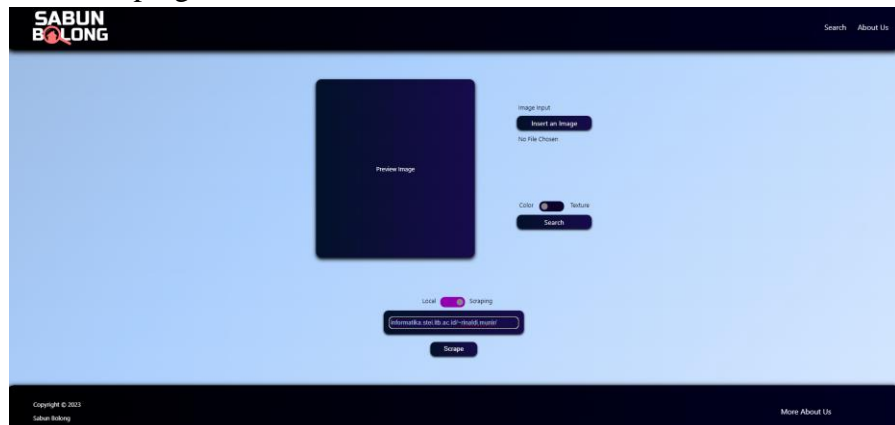 SABUN
BOLONG
Search About Us
Image Input
Insert an Image
No File Chosen
Preview Image
Color Texture
Search
Local Scraping
informatika.stei.itb.ac.id/~rinaldi.munir/
Scrape
Copyright © 2023
Sabun Bolong
More About Us